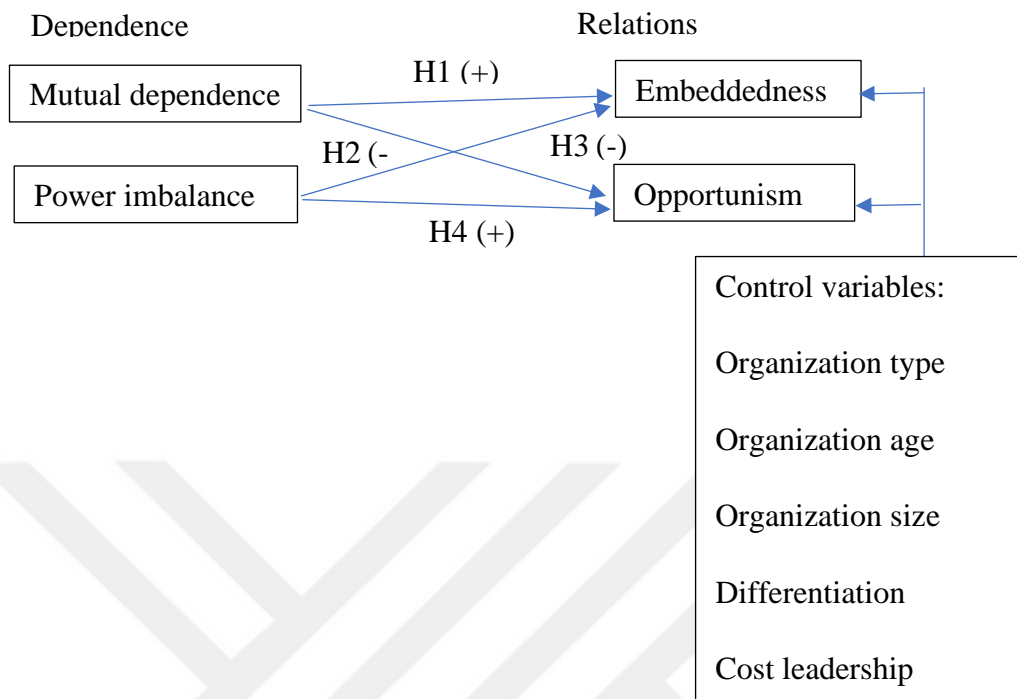 Dependence
Relations
H1 (+)
Mutual dependence
Embeddedness
H2 (-
H3 (-)
Power imbalance
Opportunism
H4 (+)
Control variables:
Organization type
Organization age
Organization size
Differentiation
Cost leadership